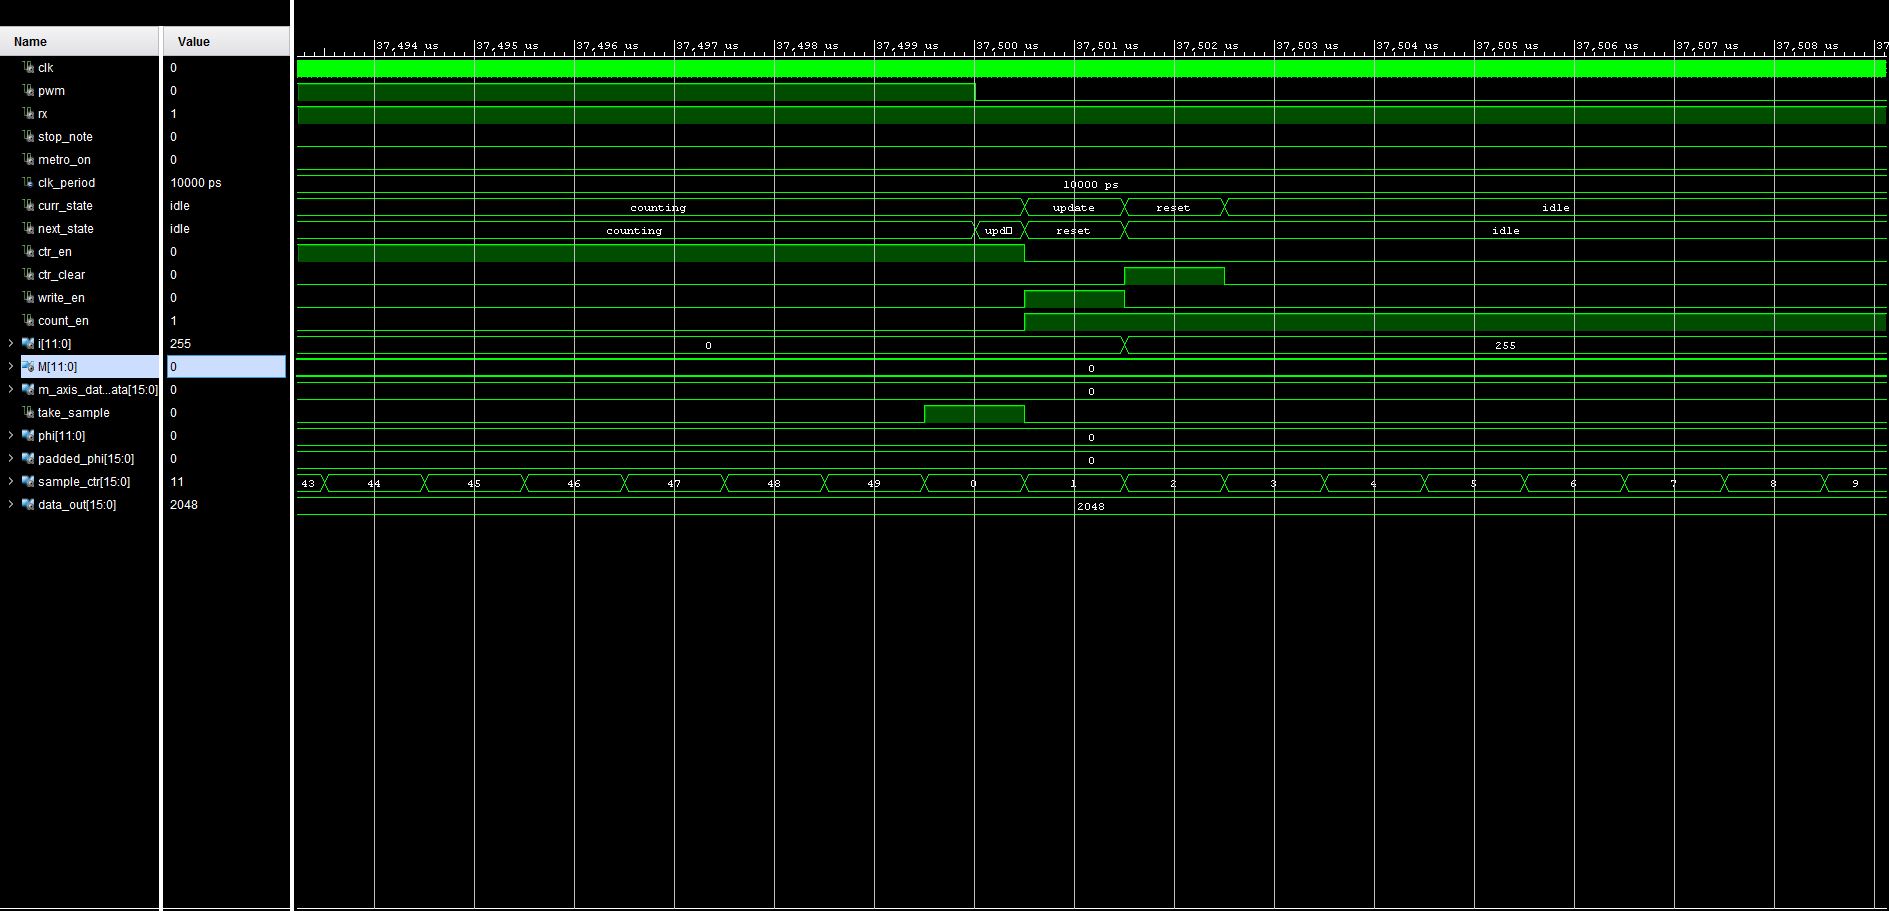 Name Value
37,494 us 37,495 us 37,496 us 37,497 us 37,498 us 37,499 us 37,500 us 37,501 us 37,502 us 37,503 us 37,504 us 37,505 us 37,506 us 37,507 us 37,508 us 37
clk 0
pwm 0
rx 1
stop_note 0
metro_on 0
clk_period 10000 ps 10000 ps
curr_state idle counting update reset idle
next_state idle counting upd□ reset idle
ctr_en 0
ctr_clear 0
write_en 0
count_en 1
i[11:0] 255 0 255
M[11:0] 0 0
m_axis_dat...ata[15:0] 0 0
take_sample 0
phi[11:0] 0 0
padded_phi[15:0] 0 0
sample_ctr[15:0] 11 43 44 45 46 47 48 49 0 1 2 3 4 5 6 7 8 9
data_out[15:0] 2048 2048